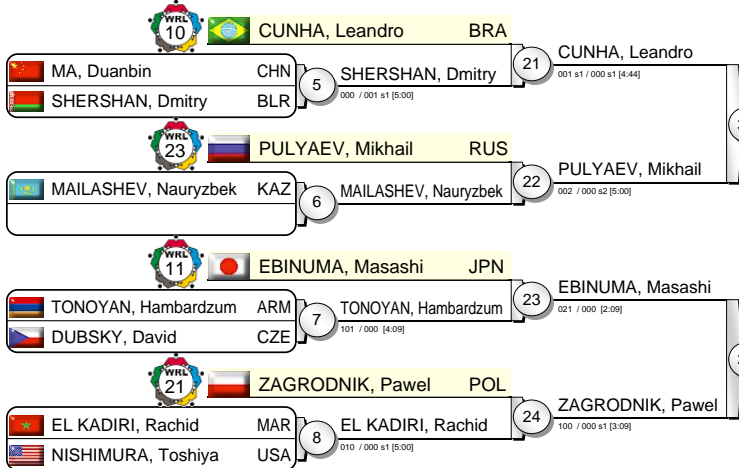 WRL
10 CUNHA, Leandro BRA
MA, Duanbin CHN
SHERSHAN, Dmitry BLR
5 SHERSHAN, Dmitry
000 / 001 s1 [5:00]
21 CUNHA, Leandro
001 s1 / 000 s1 [4:44]
WRL
23 PULYAEV, Mikhail RUS
MAILASHEV, Nauryzbek KAZ
6 MAILASHEV, Nauryzbek
22 PULYAEV, Mikhail
002 / 000 s2 [5:00]
WRL
11 EBINUMA, Masashi JPN
TONOYAN, Hambardzum ARM
DUBSKY, David CZE
7 TONOYAN, Hambardzum
101 / 000 [4:09]
23 EBINUMA, Masashi
021 / 000 [2:09]
WRL
21 ZAGRODNIK, Pawel POL
EL KADIRI, Rachid MAR
NISHIMURA, Toshiya USA
8 EL KADIRI, Rachid
010 / 000 s1 [5:00]
24 ZAGRODNIK, Pawel
100 / 000 s1 [3:09]